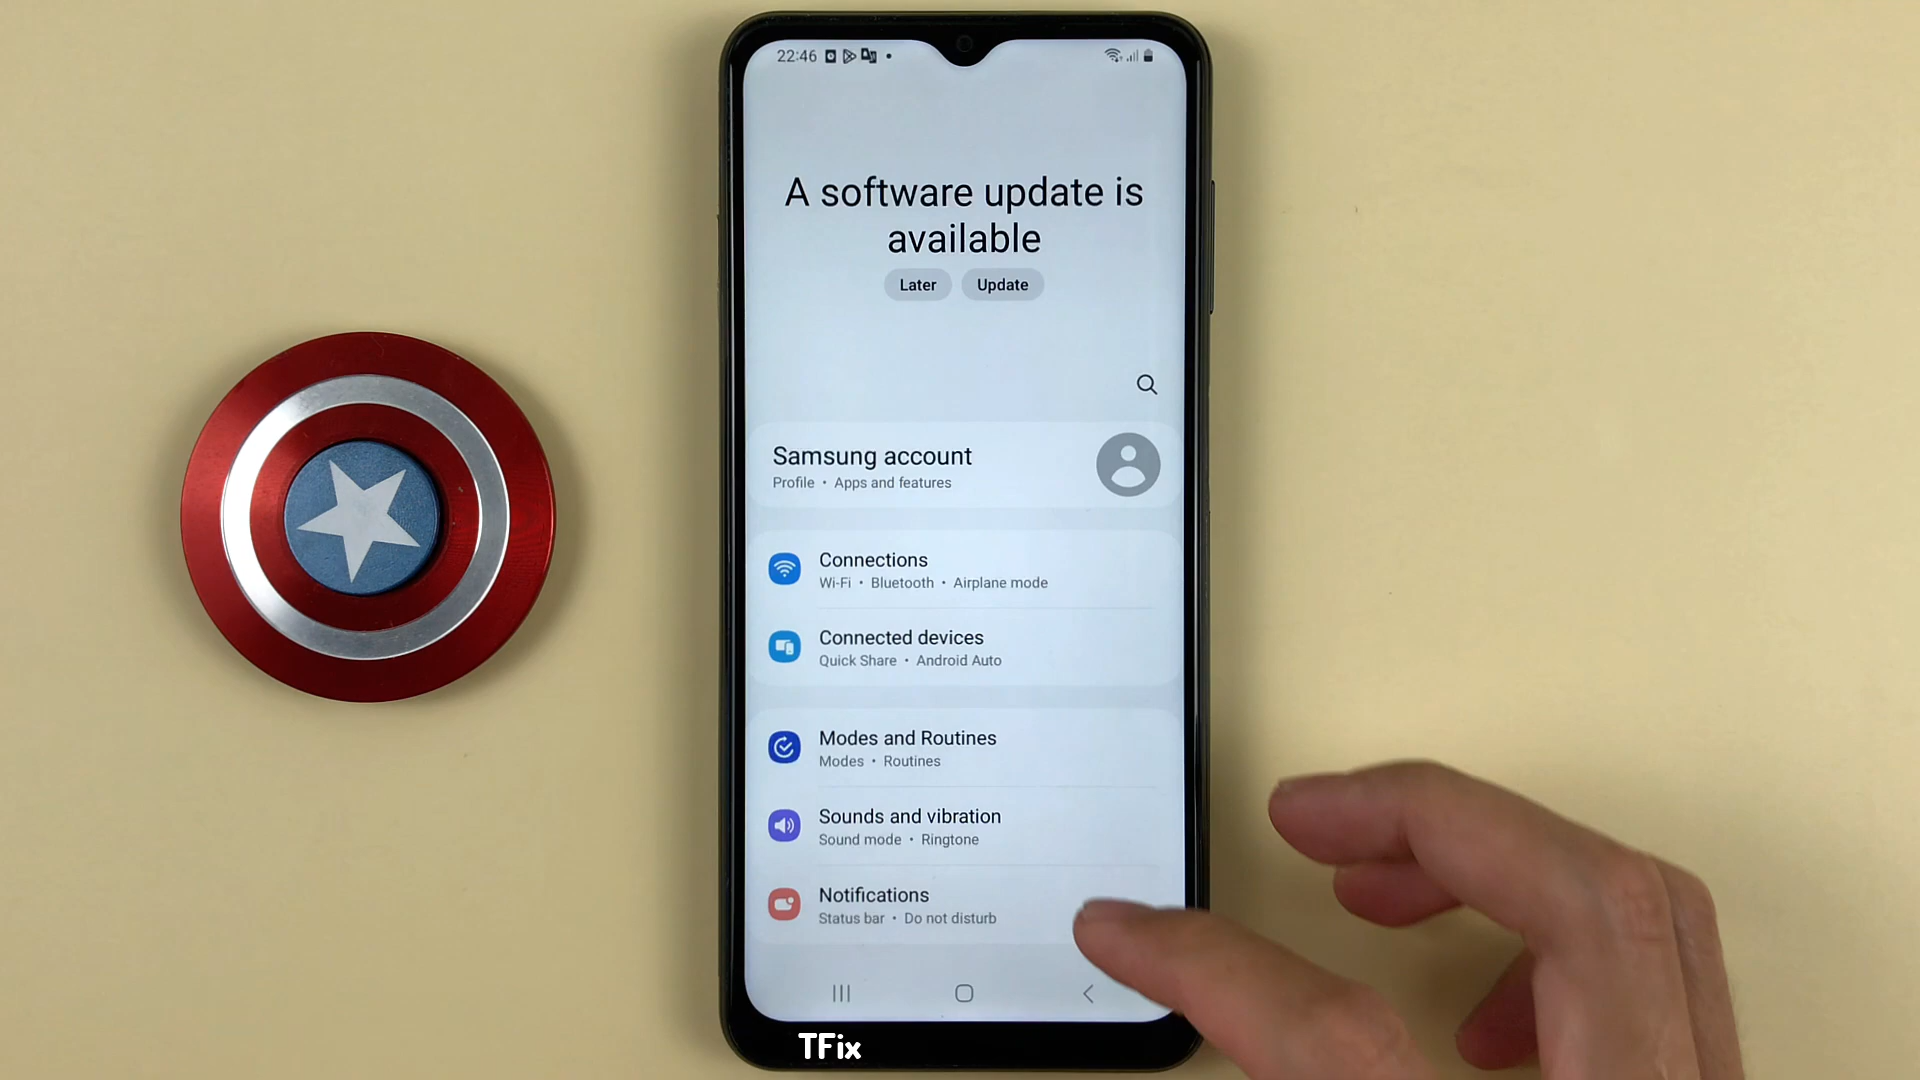 22:46
A software update is
available
Later Update
Samsung account
Profile • Apps and features
Connections
Wi-Fi • Bluetooth • Airplane mode
Connected devices
Quick Share • Android Auto
Modes and Routines
Modes • Routines
Sounds and vibration
Sound mode • Ringtone
Notifications
Status bar • Do not disturb
TFix